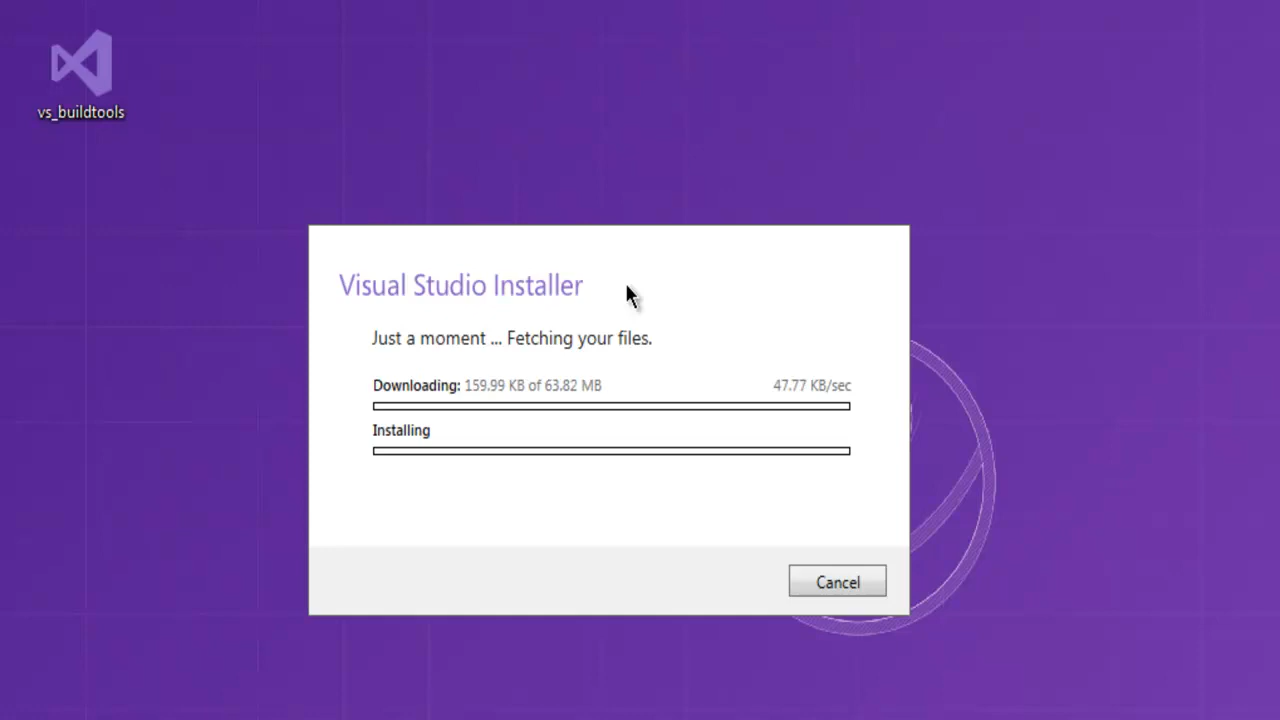 vs_buildtools
Visual Studio Installer
Just a moment ... Fetching your files.
Downloading: 159.99 KB of 63.82 MB 47.77 KB/sec
Installing
Cancel